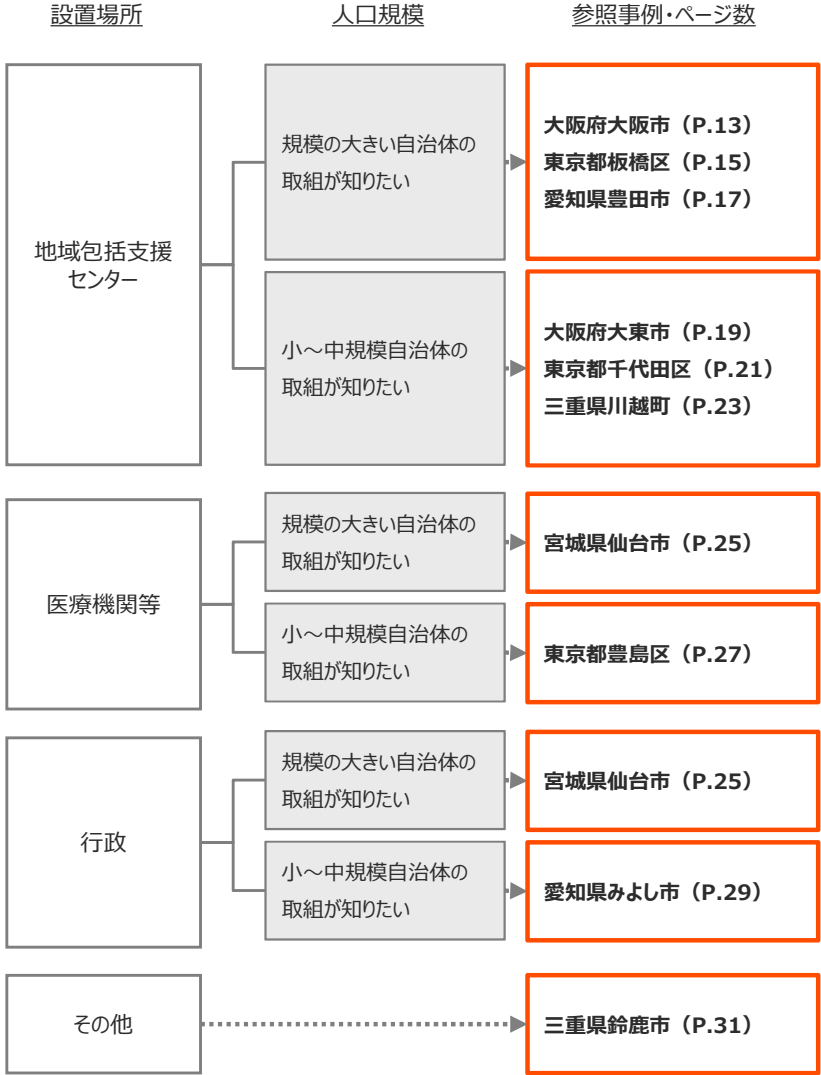 設置場所
人口規模
参照事例・ページ数
地域包括支援
センター
規模の大きい自治体の
取組が知りたい
大阪府大阪市（P.13）
東京都板橋区（P.15）
愛知県豊田市（P.17）
小～中規模自治体の
取組が知りたい
大阪府大東市（P.19）
東京都千代田区（P.21）
三重県川越町（P.23）
医療機関等
規模の大きい自治体の
取組が知りたい
宮城県仙台市（P.25）
小～中規模自治体の
取組が知りたい
東京都豊島区（P.27）
行政
規模の大きい自治体の
取組が知りたい
宮城県仙台市（P.25）
小～中規模自治体の
取組が知りたい
愛知県みよし市（P.29）
その他
三重県鈴鹿市（P.31）